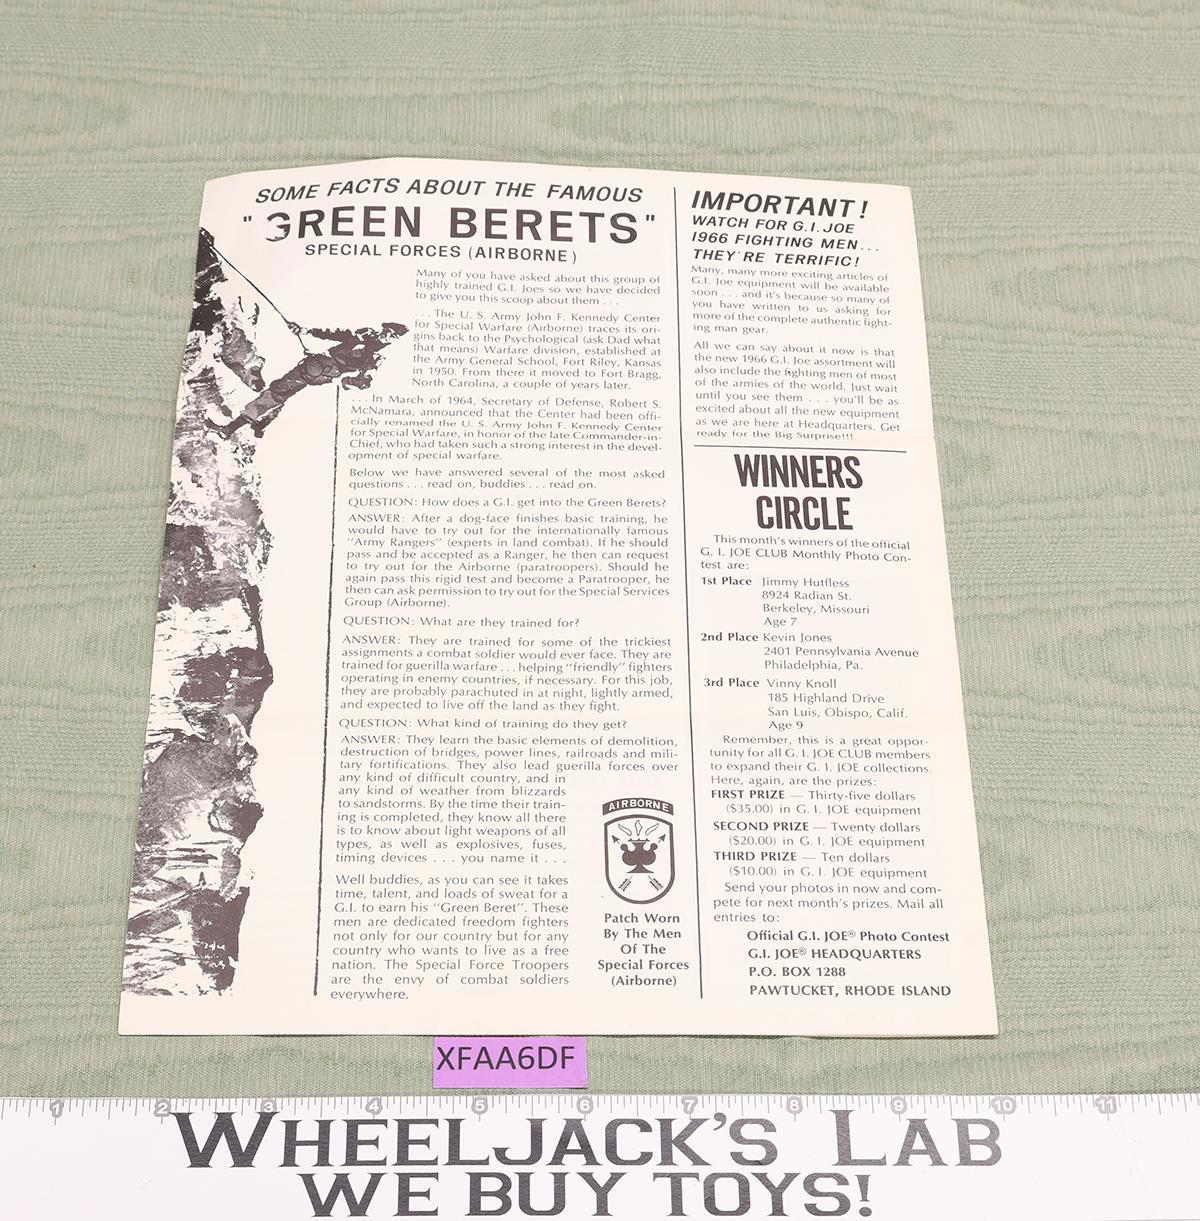 SOME FACTS ABOUT THE FAMOUS
"GREEN BERETS"
SPECIAL FORCES (AIRBORNE)
Many of you have asked about this group of
highly trained G.I. Joes so we have decided
to give you this scoop about them . . .
. . . The U. S. Army John F. Kennedy Center
for Special Warfare (Airborne) traces its ori-
gins back to the Psychological (ask Dad what
that means) Warfare division, established at
the Army General School, Fort Riley, Kansas
in 1950. From there it moved to Fort Bragg,
North Carolina, a couple of years later.
. . . In March of 1964, Secretary of Defense, Robert S.
McNamara, announced that the Center had been offi-
cially renamed the U. S. Army John F. Kennedy Center
for Special Warfare, in honor of the late Commander-in-
Chief, who had taken such a strong interest in the devel-
opment of special warfare.
Below we have answered several of the most asked
questions . . . read on, buddies . . . read on.
QUESTION: How does a G.I. get into the Green Berets?
ANSWER: After a dog-face finishes basic training, he
would have to try out for the internationally famous
"Army Rangers" (experts in land combat). If he should
pass and be accepted as a Ranger, he then can request
to try out for the Airborne (paratroopers). Should he
again pass this rigid test and become a Paratrooper, he
then can ask permission to try out for the Special Services
Group (Airborne).
QUESTION: What are they trained for?
ANSWER: They are trained for some of the trickiest
assignments a combat soldier would ever face. They are
trained for guerilla warfare . . . helping "friendly" fighters
operating in enemy countries, if necessary. For this job,
they are probably parachuted in at night, lightly armed,
and expected to live off the land as they fight.
QUESTION: What kind of training do they get?
ANSWER: They learn the basic elements of demolition,
destruction of bridges, power lines, railroads and mili-
tary fortifications. They also lead guerilla forces over
any kind of difficult country, and in
any kind of weather from blizzards
to sandstorms. By the time their train-
ing is completed, they know all there
is to know about light weapons of all
types, as well as explosives, fuses,
timing devices . . . you name it . . .
Well buddies, as you can see it takes
time, talent, and loads of sweat for a
G.I. to earn his "Green Beret". These
men are dedicated freedom fighters
not only for our country but for any
country who wants to live as a free
nation. The Special Force Troopers
are the envy of combat soldiers
everywhere.
AIRBORNE
Patch Worn
By The Men
Of The
Special Forces
(Airborne)
IMPORTANT!
WATCH FOR G.I. JOE
1966 FIGHTING MEN...
THEY'RE TERRIFIC!
Many, many more exciting articles of
G.I. Joe equipment will be available
soon . . . and it's because so many of
you have written to us asking for
more of the complete authentic fight-
ing man gear.
All we can say about it now is that
the new 1966 G.I. Joe assortment will
also include the fighting men of most
of the armies of the world. Just wait
until you see them . . . you'll be as
excited about all the new equipment
as we are here at Headquarters. Get
ready for the Big Surprise!!!
WINNERS
CIRCLE
This month's winners of the official
G. I. JOE CLUB Monthly Photo Con-
test are:
1st Place Jimmy Hutfless
8924 Radian St.
Berkeley, Missouri
Age 7
2nd Place Kevin Jones
2401 Pennsylvania Avenue
Philadelphia, Pa.
3rd Place Vinny Knoll
185 Highland Drive
San Luis, Obispo, Calif.
Age 9
Remember, this is a great oppor-
tunity for all G. I. JOE CLUB members
to expand their G. I. JOE collections.
Here, again, are the prizes:
FIRST PRIZE — Thirty-five dollars
($35.00) in G. I. JOE equipment
SECOND PRIZE — Twenty dollars
($20.00) in G. I. JOE equipment
THIRD PRIZE — Ten dollars
($10.00) in G. I. JOE equipment
Send your photos in now and com-
pete for next month's prizes. Mail all
entries to:
Official G.I. JOE® Photo Contest
G.I. JOE® HEADQUARTERS
P.O. BOX 1288
PAWTUCKET, RHODE ISLAND
XFAA6DF
1 2 3 4 5 6 7 8 9 10 11
WHEELJACK'S LAB
WE BUY TOYS!